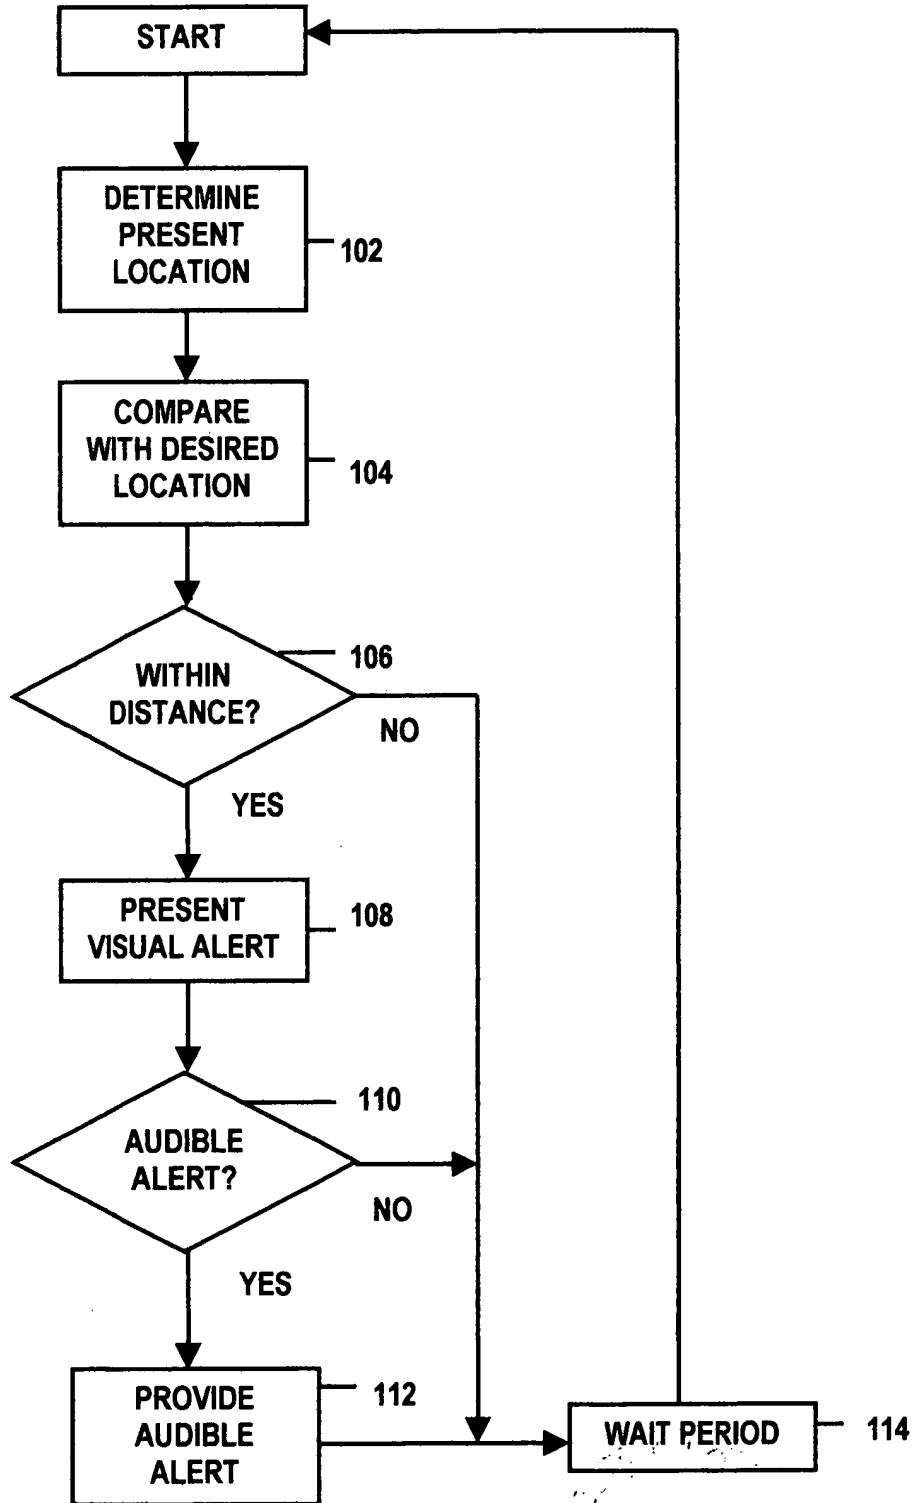 START
DETERMINE
PRESENT
LOCATION
102
COMPARE
WITH DESIRED
LOCATION
104
WITHIN
DISTANCE?
106
NO
YES
PRESENT
VISUAL ALERT
108
AUDIBLE
ALERT?
110
NO
YES
PROVIDE
AUDIBLE
ALERT
112
WAIT PERIOD
114